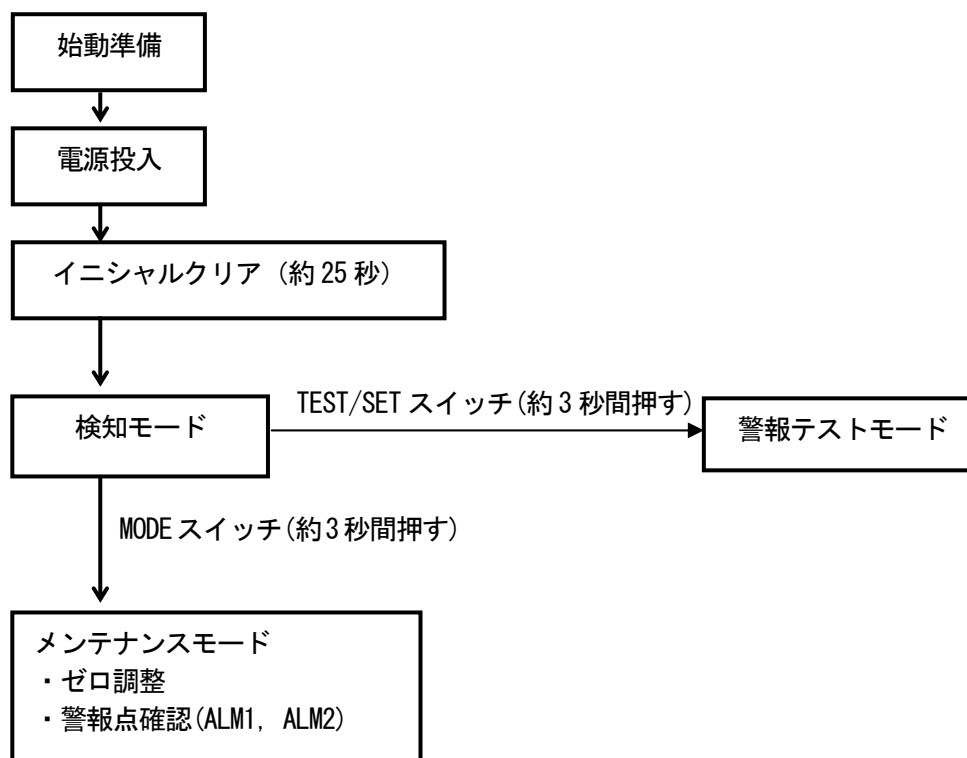 始動準備
電源投入
イニシャルクリア（約 25 秒）
検知モード
TEST/SET スイッチ(約 3 秒間押す)
警報テストモード
MODE スイッチ(約 3 秒間押す)
メンテナンスモード
・ゼロ調整
・警報点確認(ALM1, ALM2)